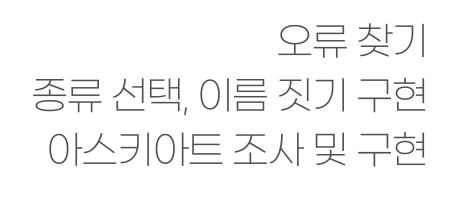 오류 찾기
종류 선택, 이름 짓기 구현
아스키아트 조사 및 구현